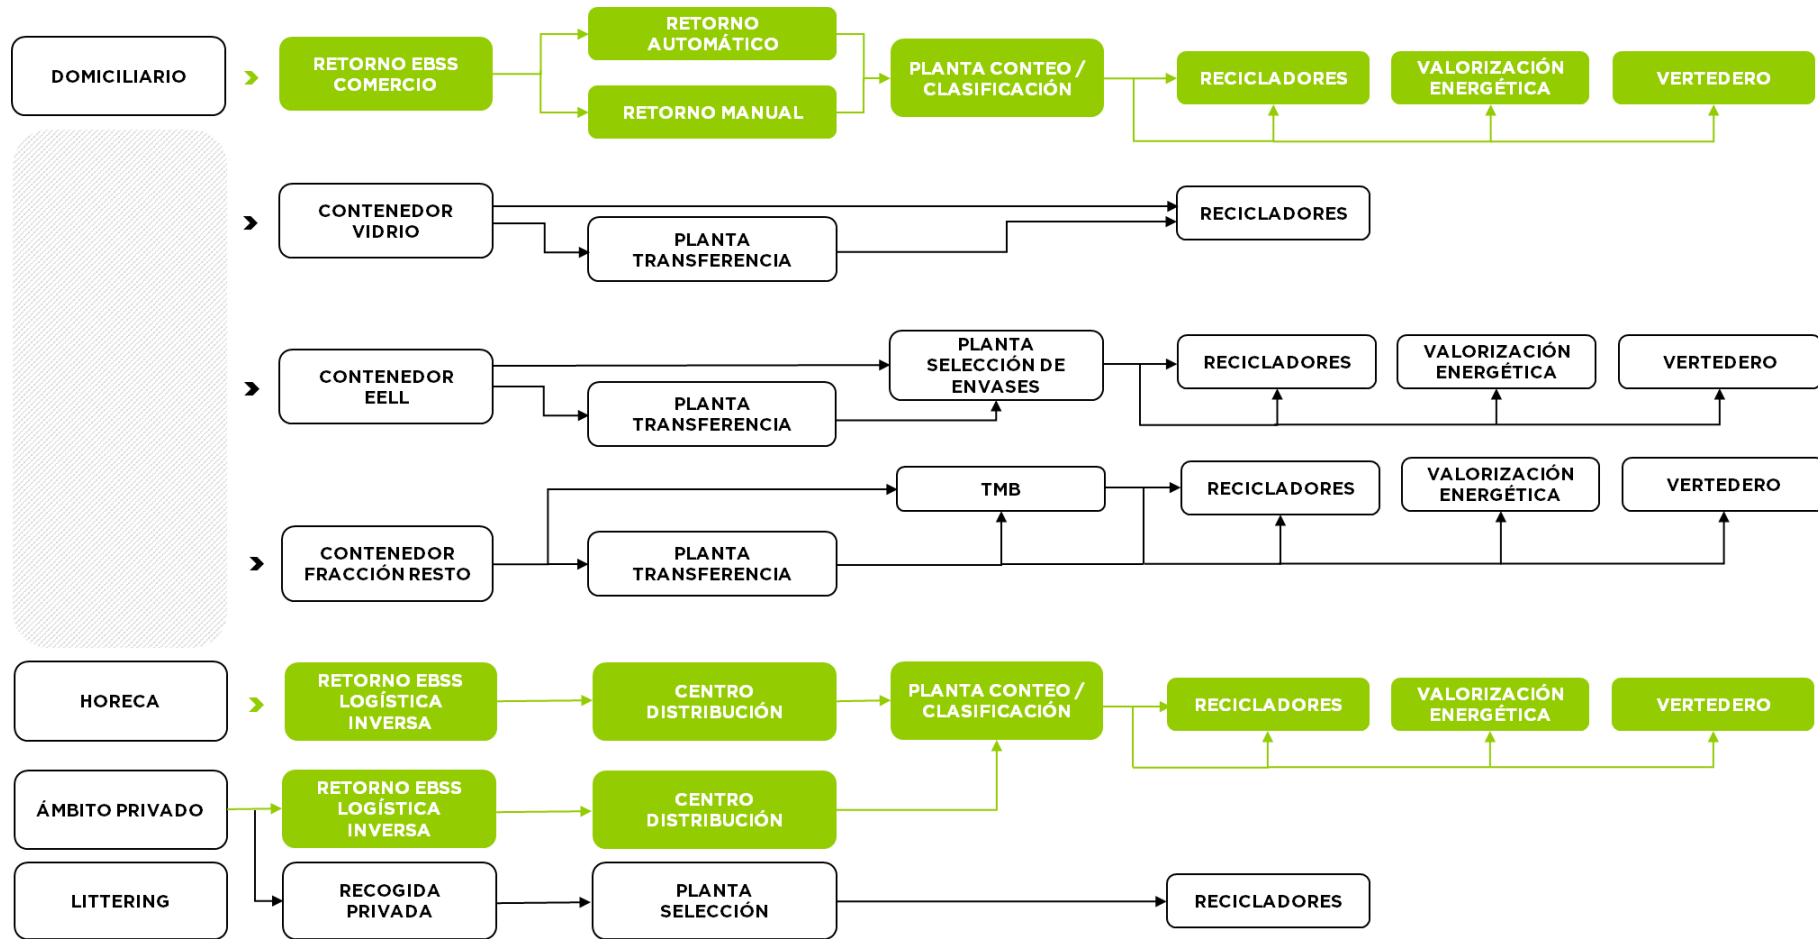 DOMICILIARIO
RETORNO EBSS
COMERCIO
RETORNO
AUTOMÁTICO
RETORNO MANUAL
PLANTA CONTEO /
CLASIFICACIÓN
RECICLADORES
VALORIZACIÓN
ENERGÉTICA
VERTEDERO
CONTENEDOR
VIDRIO
PLANTA
TRANSFERENCIA
RECICLADORES
CONTENEDOR
EELL
PLANTA
TRANSFERENCIA
PLANTA
SELECCIÓN DE
ENVASES
RECICLADORES
VALORIZACIÓN
ENERGÉTICA
VERTEDERO
CONTENEDOR
FRACCIÓN RESTO
PLANTA
TRANSFERENCIA
TMB
RECICLADORES
VALORIZACIÓN
ENERGÉTICA
VERTEDERO
HORECA
RETORNO EBSS
LOGÍSTICA
INVERSA
CENTRO
DISTRIBUCIÓN
PLANTA CONTEO /
CLASIFICACIÓN
RECICLADORES
VALORIZACIÓN
ENERGÉTICA
VERTEDERO
ÁMBITO PRIVADO
RETORNO EBSS
LOGÍSTICA
INVERSA
CENTRO
DISTRIBUCIÓN
LITTERING
RECOGIDA
PRIVADA
PLANTA
SELECCIÓN
RECICLADORES